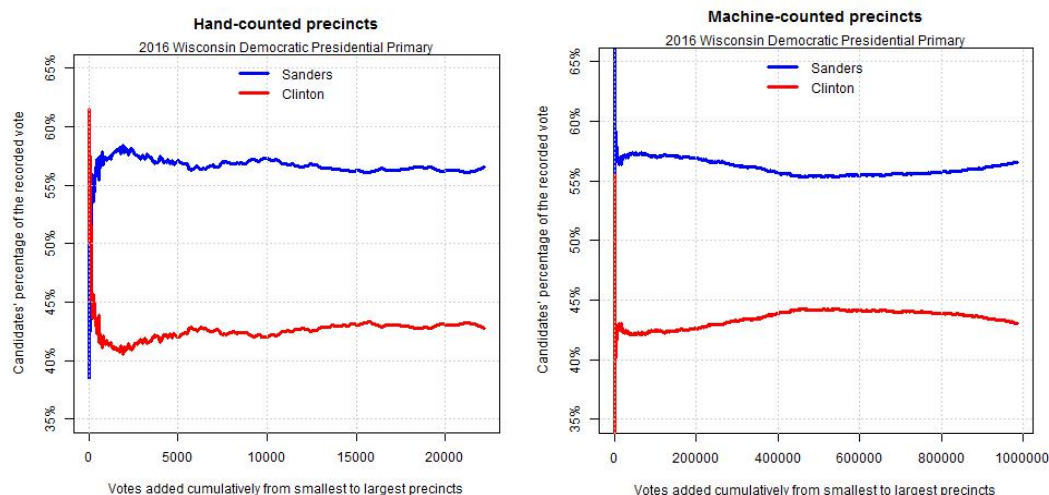 Hand-counted precincts
2016 Wisconsin Democratic Presidential Primary
Sanders
Clinton
Candidates' percentage of the recorded vote
65%
60%
55%
50%
45%
40%
35%
0 5000 10000 15000 20000
Votes added cumulatively from smallest to largest precincts
Machine-counted precincts
2016 Wisconsin Democratic Presidential Primary
Sanders
Clinton
Candidates' percentage of the recorded vote
65%
60%
55%
50%
45%
40%
35%
0 200000 400000 600000 800000 1000000
Votes added cumulatively from smallest to largest precincts